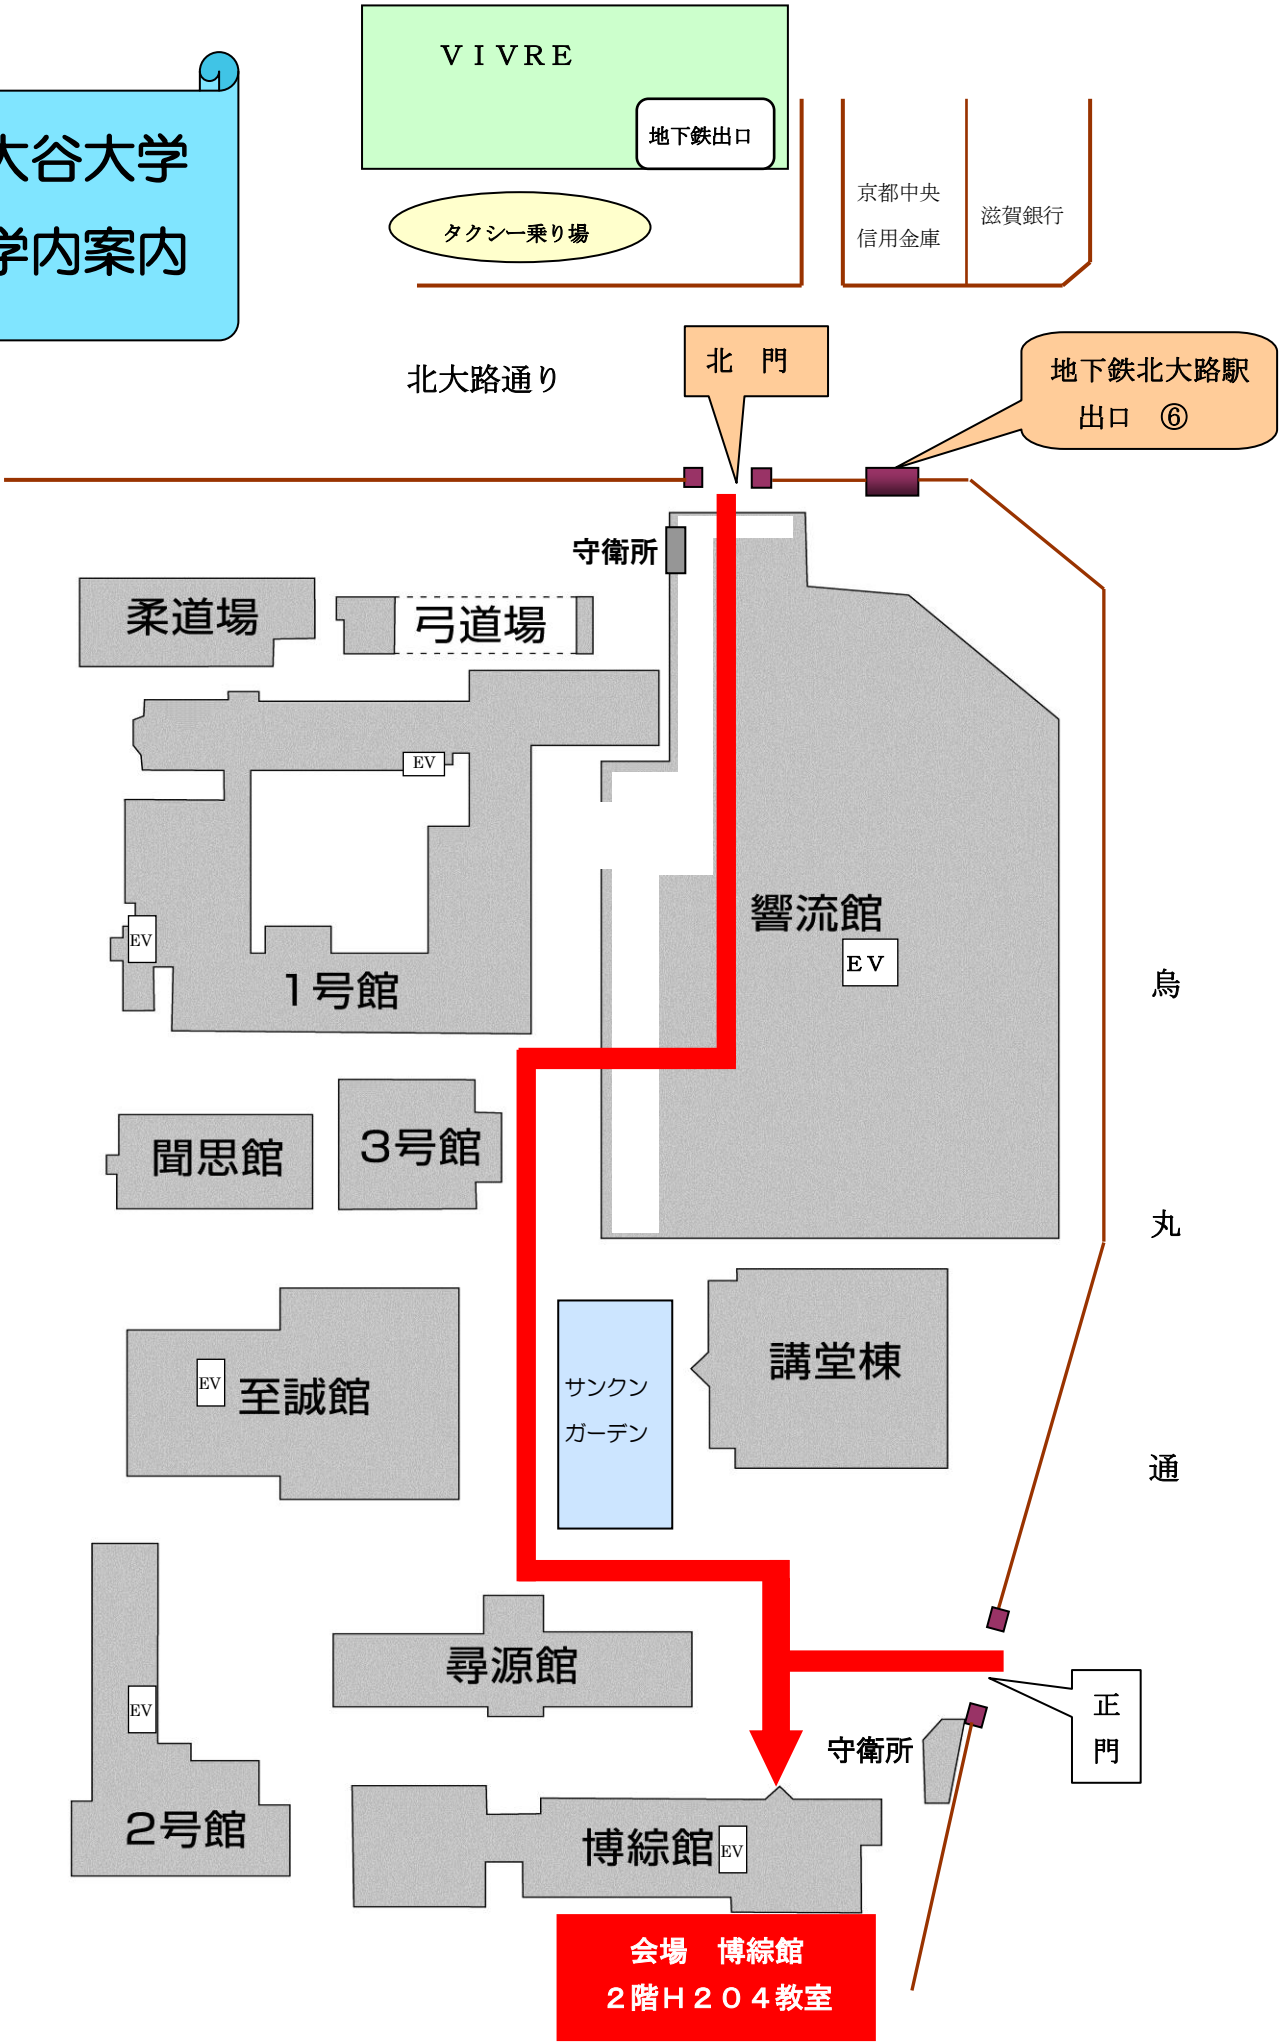 ＶＩＶＲＥ
地下鉄出口
大谷大学
学内案内
タクシー乗り場
京都中央
信用金庫
滋賀銀行
北大路通り
北　門
地下鉄北大路駅
出口　⑥
守衛所
柔道場
弓道場
EV
響流館
ＥＶ
EV
１号館
烏
丸
通
聞思館
３号館
サンクン
ガーデン
講堂棟
EV
至誠館
尋源館
EV
正
門
守衛所
２号館
博綜館
EV
会場　博綜館
２階Ｈ２０４教室